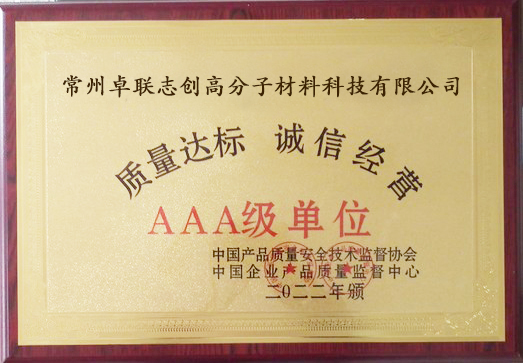 常州卓联志创高分子材料科技有限公司
质量达标 诚信经营
AAA级单位
中国产品质量安全技术监督协会
中国企业产品质量监督中心
二0二二年颁